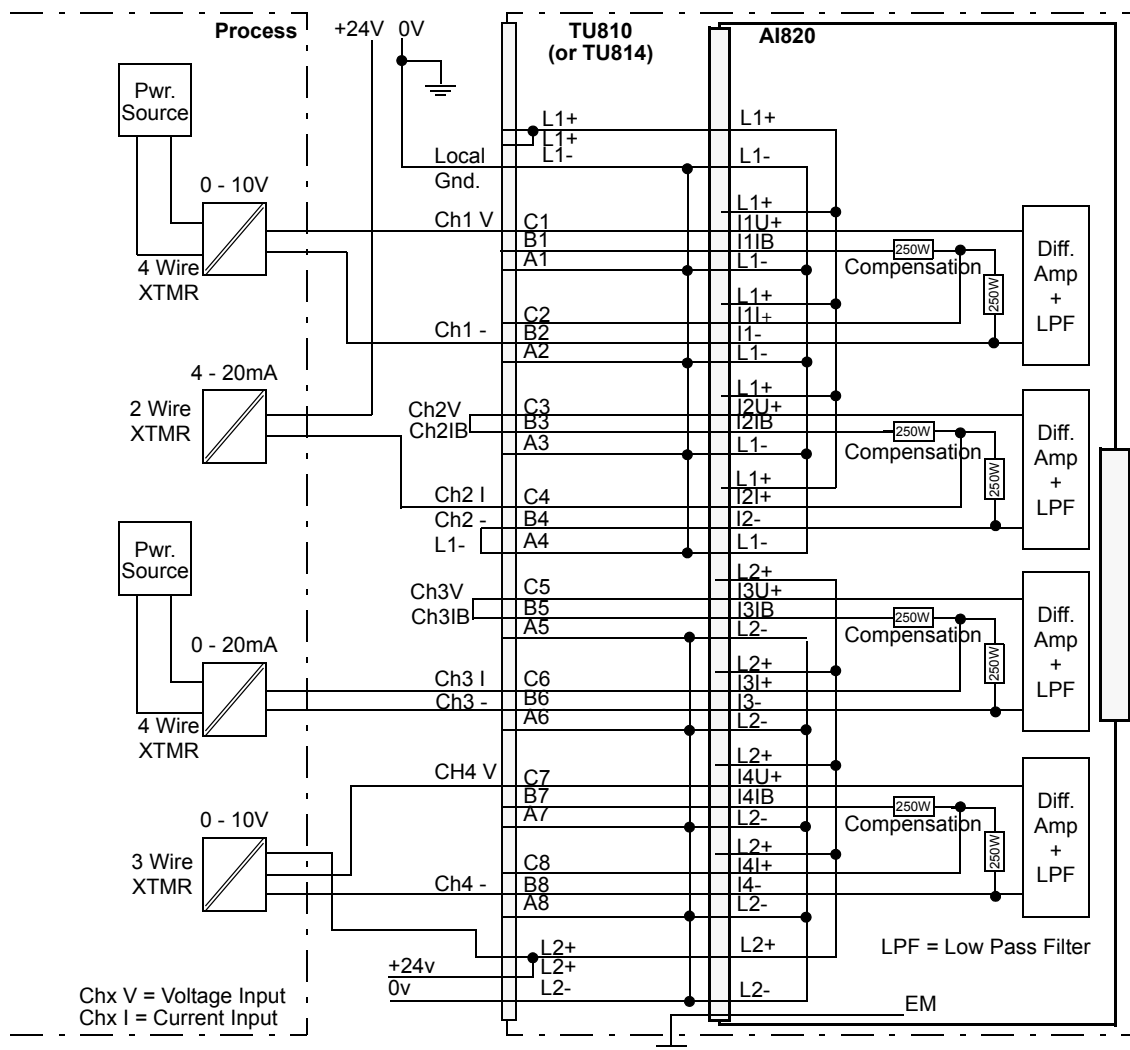 Process
+24V 0V
TU810
(or TU814)
AI820
Pwr.
Source
L1+
L1+
L1-
L1+
L1-
Local
Gnd.
0 - 10V
4 Wire
XTMR
Ch1 V
C1
B1
A1
L1+
I1U+
I1IB
L1-
250W
Compensation
250W
Diff.
Amp
+
LPF
Ch1 -
C2
B2
A2
L1+
I1I+
I1-
L1-
4 - 20mA
2 Wire
XTMR
Ch2V
Ch2IB
C3
B3
A3
L1+
I2U+
I2IB
L1-
250W
Compensation
250W
Diff.
Amp
+
LPF
Ch2 I
Ch2 -
L1-
C4
B4
A4
L1+
I2I+
I2-
L1-
Pwr.
Source
Ch3V
Ch3IB
C5
B5
A5
L2+
I3U+
I3IB
L2-
250W
Compensation
250W
Diff.
Amp
+
LPF
0 - 20mA
4 Wire
XTMR
Ch3 I
Ch3 -
C6
B6
A6
L2+
I3I+
I3-
L2-
CH4 V
C7
B7
A7
L2+
I4U+
I4IB
L2-
250W
Compensation
250W
Diff.
Amp
+
LPF
0 - 10V
3 Wire
XTMR
Ch4 -
C8
B8
A8
L2+
I4I+
I4-
L2-
+24v
0v
L2+
L2+
L2-
L2+
L2-
LPF = Low Pass Filter
EM
Chx V = Voltage Input
Chx I = Current Input